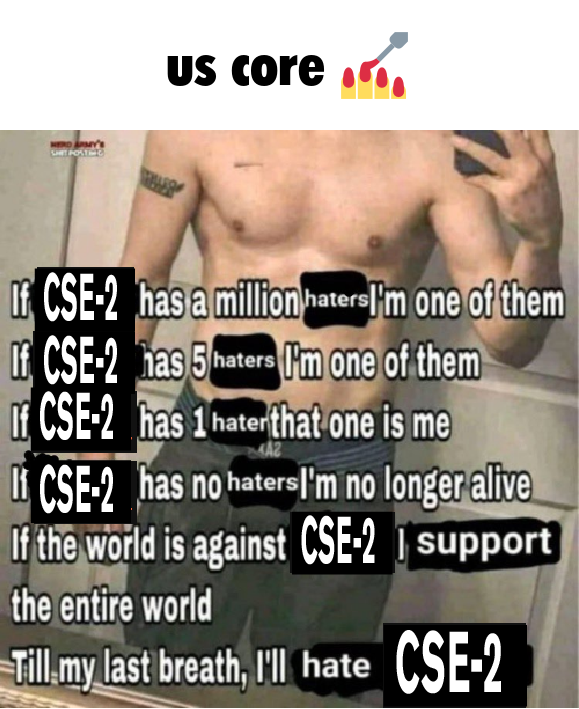 us core
NERD ARMY'S
SHITPOSTING
If CSE-2 has a million haters I'm one of them
If CSE-2 has 5 haters I'm one of them
If CSE-2 has 1 hater that one is me
If CSE-2 has no haters I'm no longer alive
If the world is against CSE-2 I support
the entire world
Till my last breath, I'll hate CSE-2